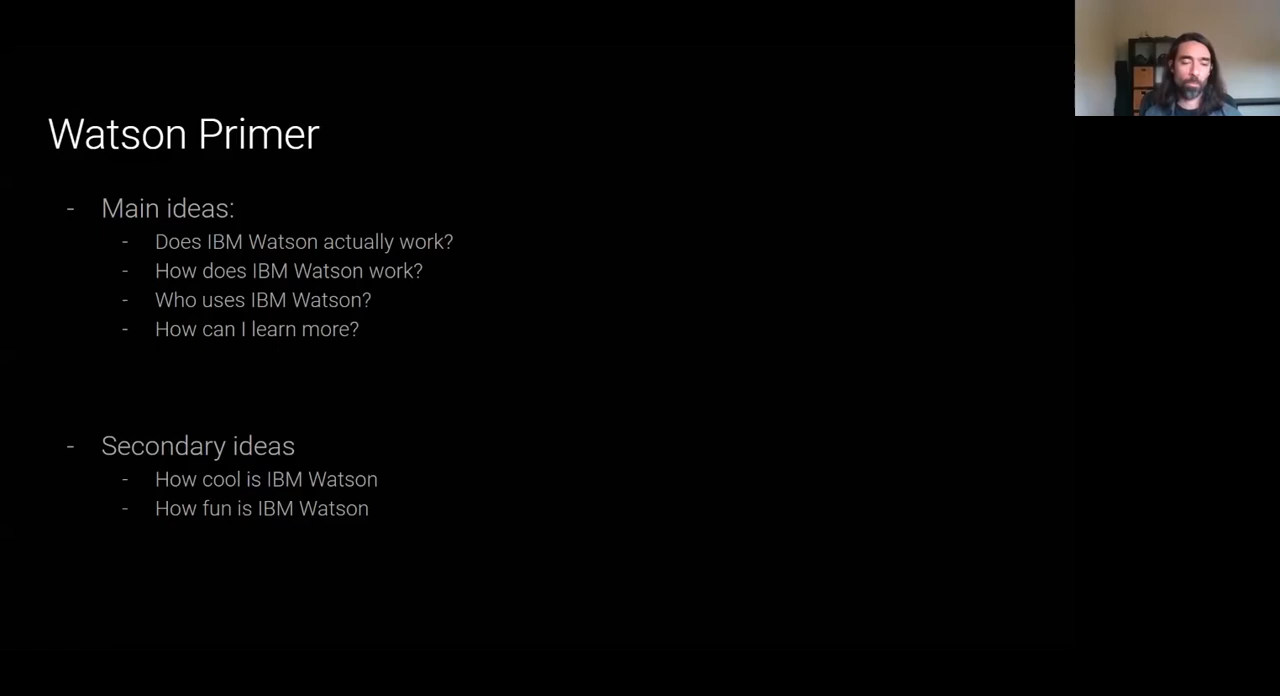 Watson Primer
- Main ideas:
- Does IBM Watson actually work?
- How does IBM Watson work?
- Who uses IBM Watson?
- How can I learn more?
- Secondary ideas
- How cool is IBM Watson
- How fun is IBM Watson